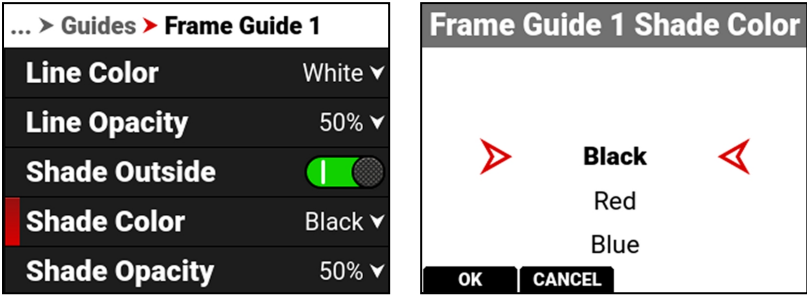 ... > Guides > Frame Guide 1
Line Color White
Line Opacity 50%
Shade Outside
Shade Color Black
Shade Opacity 50%
Frame Guide 1 Shade Color
Black
Red
Blue
OK CANCEL